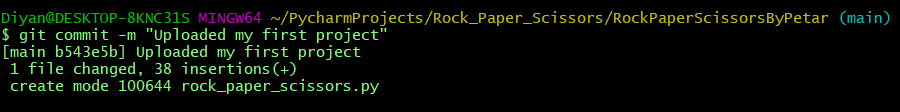 Diyan@DESKTOP-8KNC31S MINGW64 ~/PycharmProjects/Rock_Paper_Scissors/RockPaperScissorsByPetar (main)
$ git commit -m "Uploaded my first project"
[main b543e5b] Uploaded my first project
 1 file changed, 38 insertions(+)
 create mode 100644 rock_paper_scissors.py